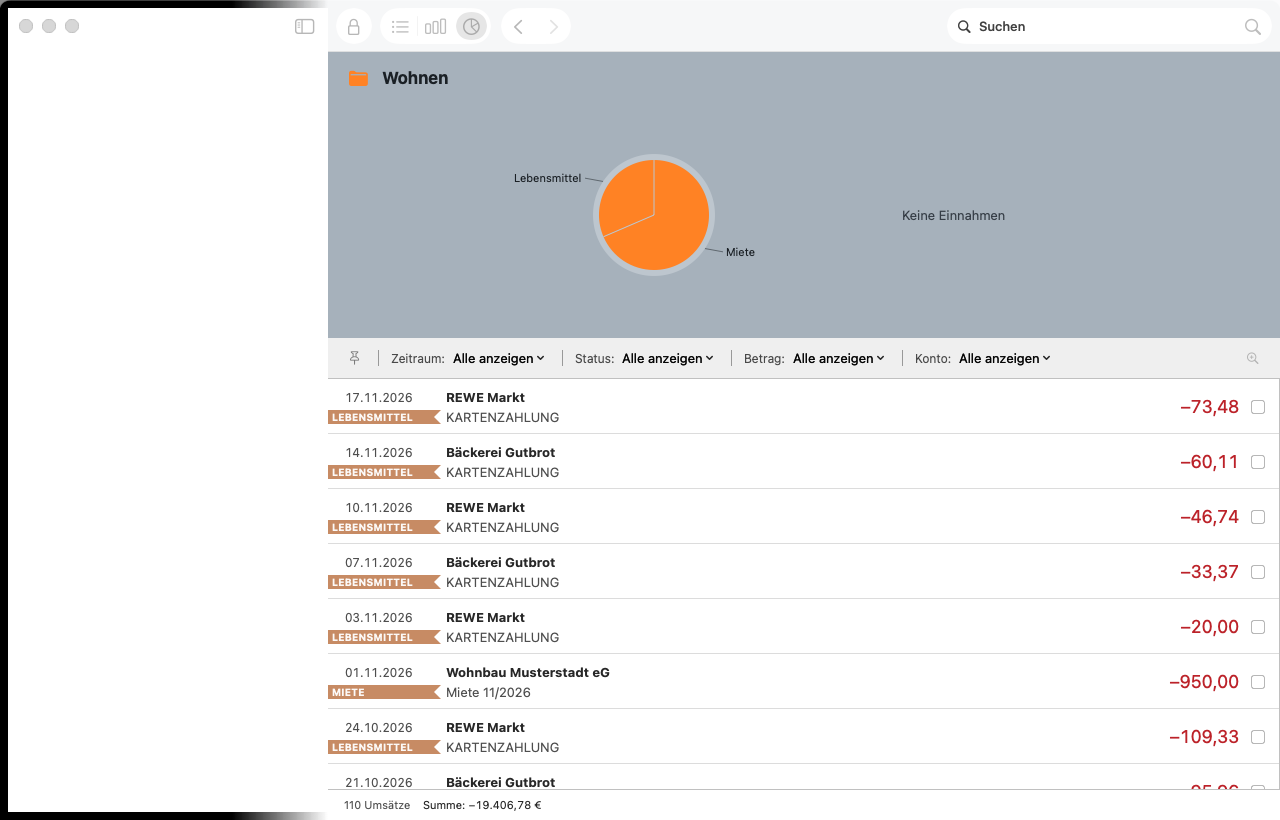 Suchen
Wohnen
Lebensmittel
Miete
Keine Einnahmen
Zeitraum: Alle anzeigen Status: Alle anzeigen Betrag: Alle anzeigen Konto: Alle anzeigen
17.11.2026 REWE Markt
LEBENSMITTEL KARTENZAHLUNG –73,48
14.11.2026 Bäckerei Gutbrot
LEBENSMITTEL KARTENZAHLUNG –60,11
10.11.2026 REWE Markt
LEBENSMITTEL KARTENZAHLUNG –46,74
07.11.2026 Bäckerei Gutbrot
LEBENSMITTEL KARTENZAHLUNG –33,37
03.11.2026 REWE Markt
LEBENSMITTEL KARTENZAHLUNG –20,00
01.11.2026 Wohnbau Musterstadt eG
MIETE Miete 11/2026 –950,00
24.10.2026 REWE Markt
LEBENSMITTEL KARTENZAHLUNG –109,33
21.10.2026 Bäckerei Gutbrot
110 Umsätze Summe: –19.406,78 €